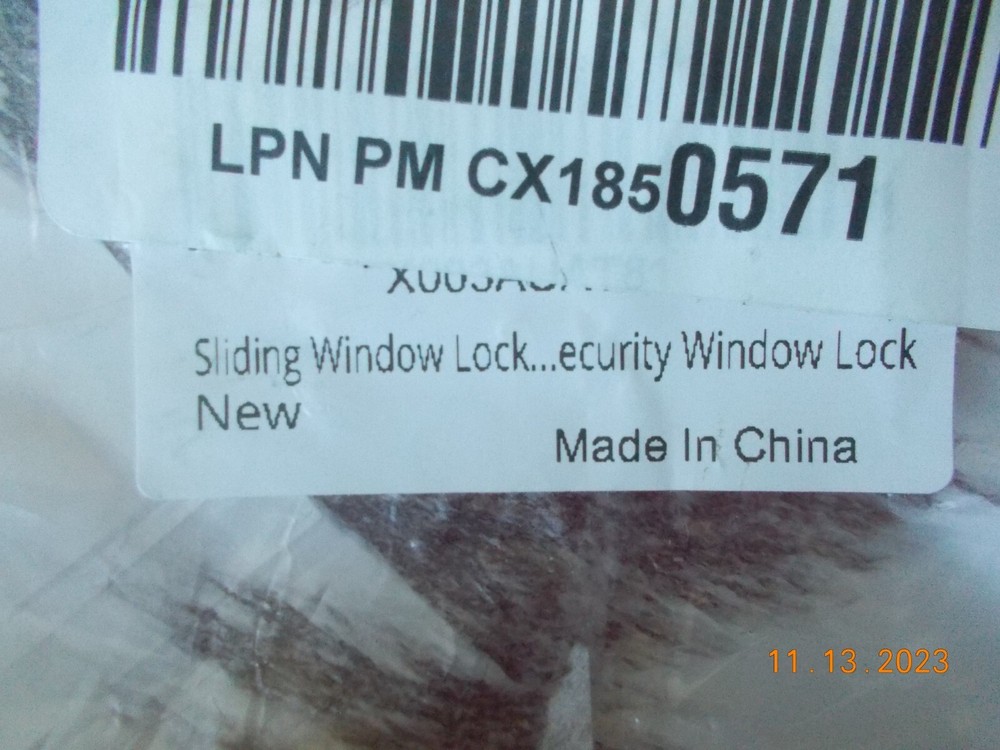 LPN PM CX1850571
Sliding Window Lock...ecurity Window Lock
New
Made In China
11.13.2023